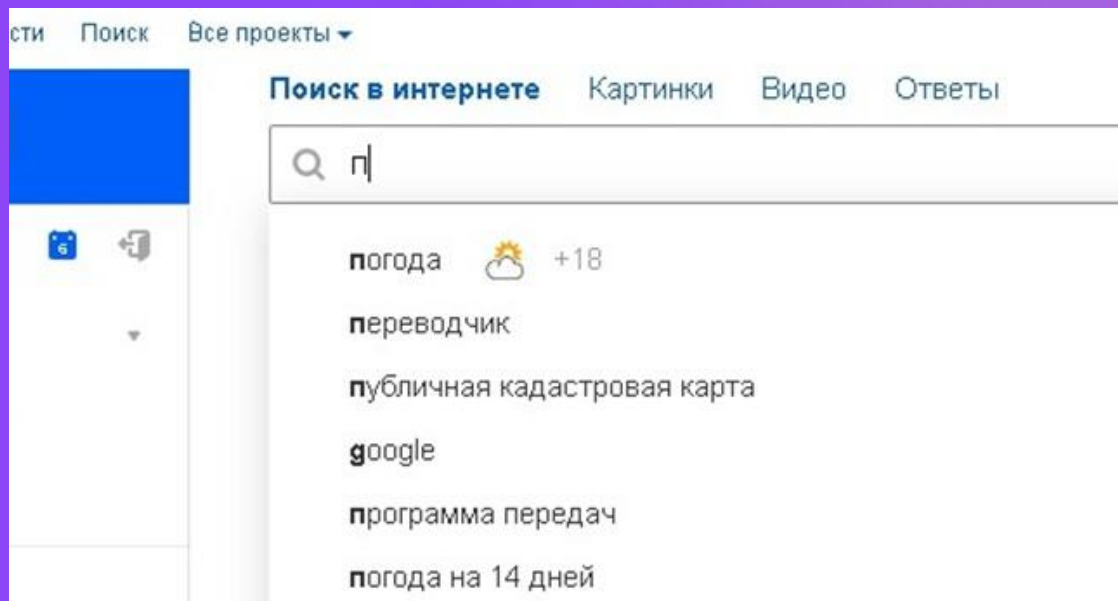 сти Поиск Все проекты
Поиск в интернете Картинки Видео Ответы
п
6
погода +18
переводчик
публичная кадастровая карта
google
программа передач
погода на 14 дней